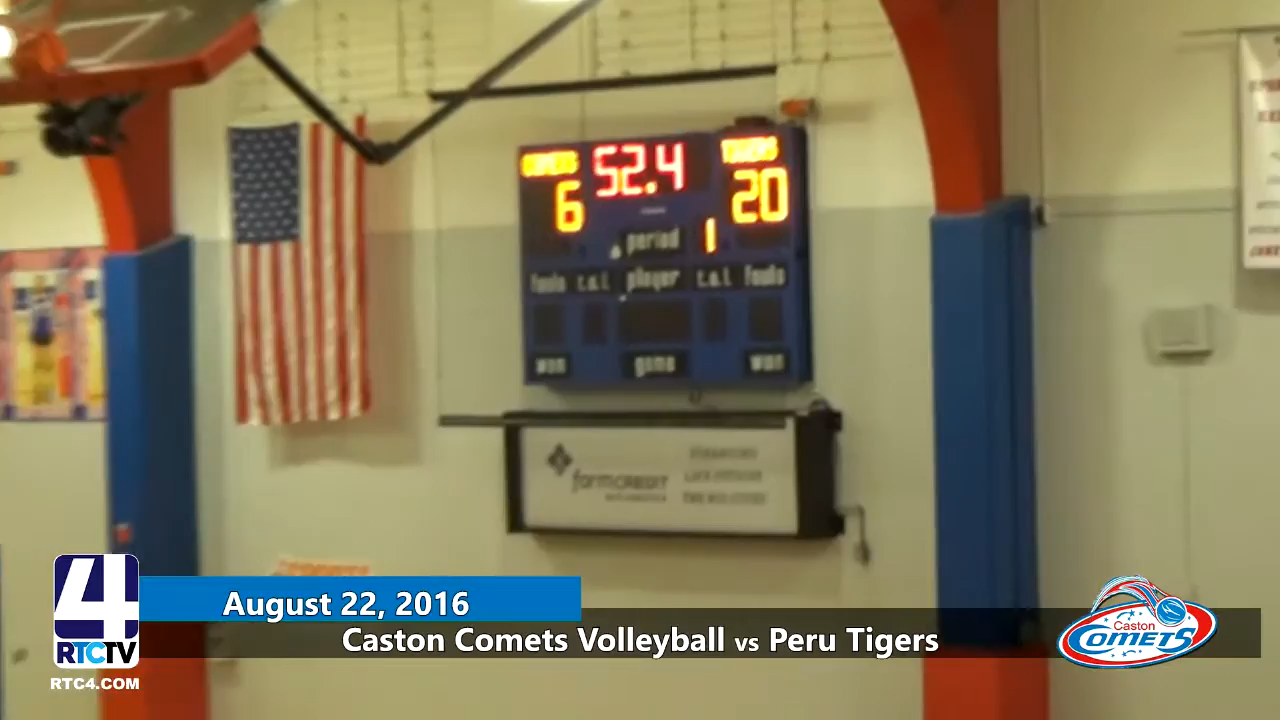 COMETS
52.4
TIGERS
6
20
period
1
fouls t.o.l. player t.o.l. fouls
won
game
won
farmCREDIT
4
RTCTV
RTC4.COM
August 22, 2016
Caston Comets Volleyball vs Peru Tigers
Caston
COMETS